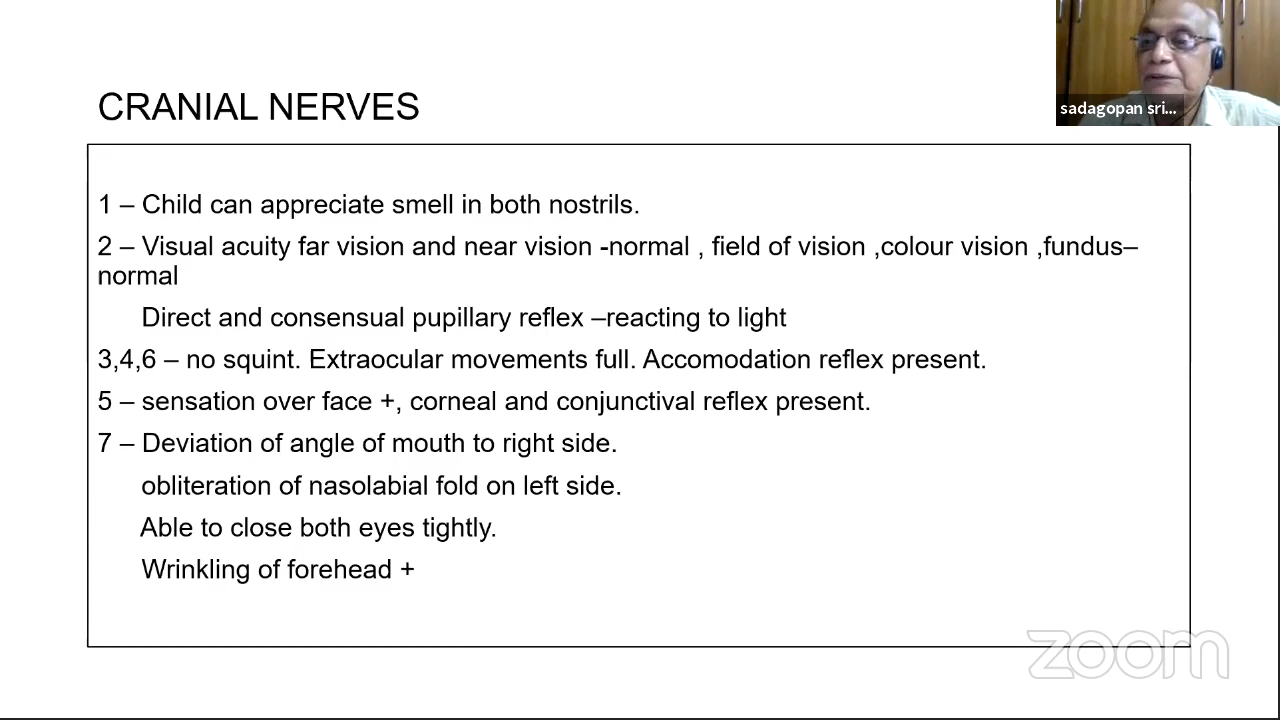 sadagopan sri...
CRANIAL NERVES
1 – Child can appreciate smell in both nostrils.
2 – Visual acuity far vision and near vision -normal , field of vision ,colour vision ,fundus–
normal
Direct and consensual pupillary reflex –reacting to light
3,4,6 – no squint. Extraocular movements full. Accomodation reflex present.
5 – sensation over face +, corneal and conjunctival reflex present.
7 – Deviation of angle of mouth to right side.
obliteration of nasolabial fold on left side.
Able to close both eyes tightly.
Wrinkling of forehead +
zoom